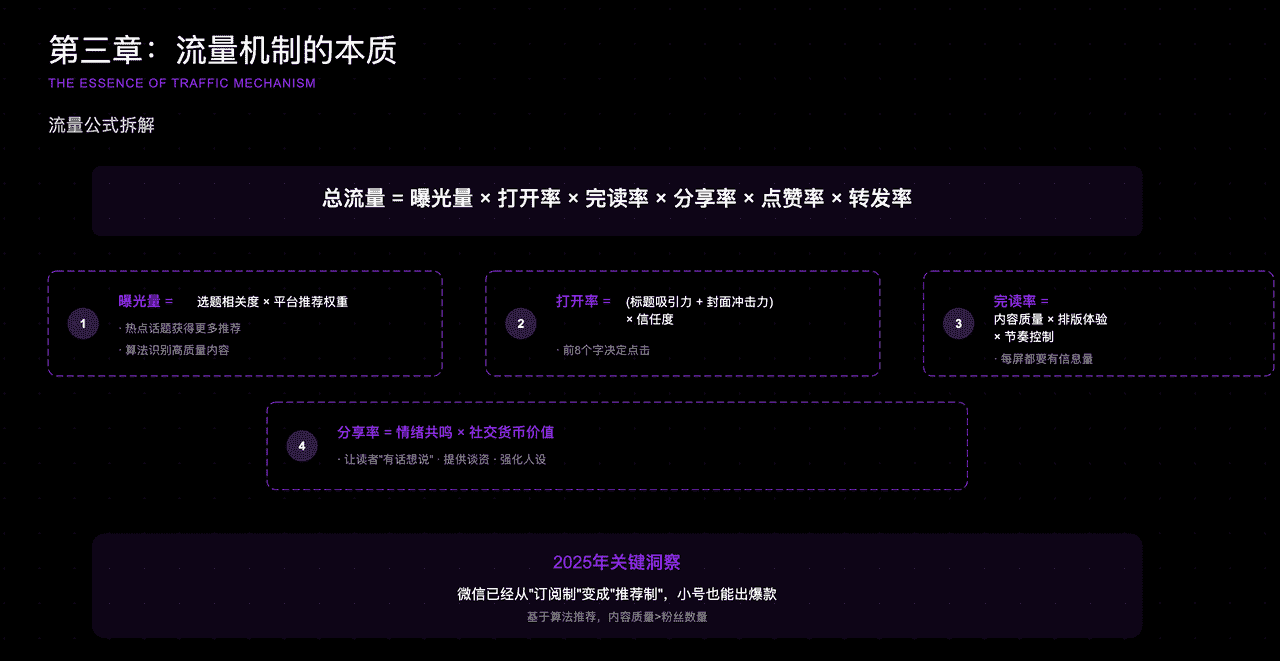 第三章：流量机制的本质
THE ESSENCE OF TRAFFIC MECHANISM
流量公式拆解
总流量 = 曝光量 × 打开率 × 完读率 × 分享率 × 点赞率 × 转发率
1
曝光量 = 选题相关度 × 平台推荐权重
· 热点话题获得更多推荐
· 算法识别高质量内容
2
打开率 = (标题吸引力 + 封面冲击力)
× 信任度
· 前8个字决定点击
3
完读率 =
内容质量 × 排版体验
× 节奏控制
· 每屏都要有信息量
4
分享率 = 情绪共鸣 × 社交货币价值
· 让读者"有话想说" · 提供谈资 · 强化人设
2025年关键洞察
微信已经从"订阅制"变成"推荐制"，小号也能出爆款
基于算法推荐，内容质量>粉丝数量